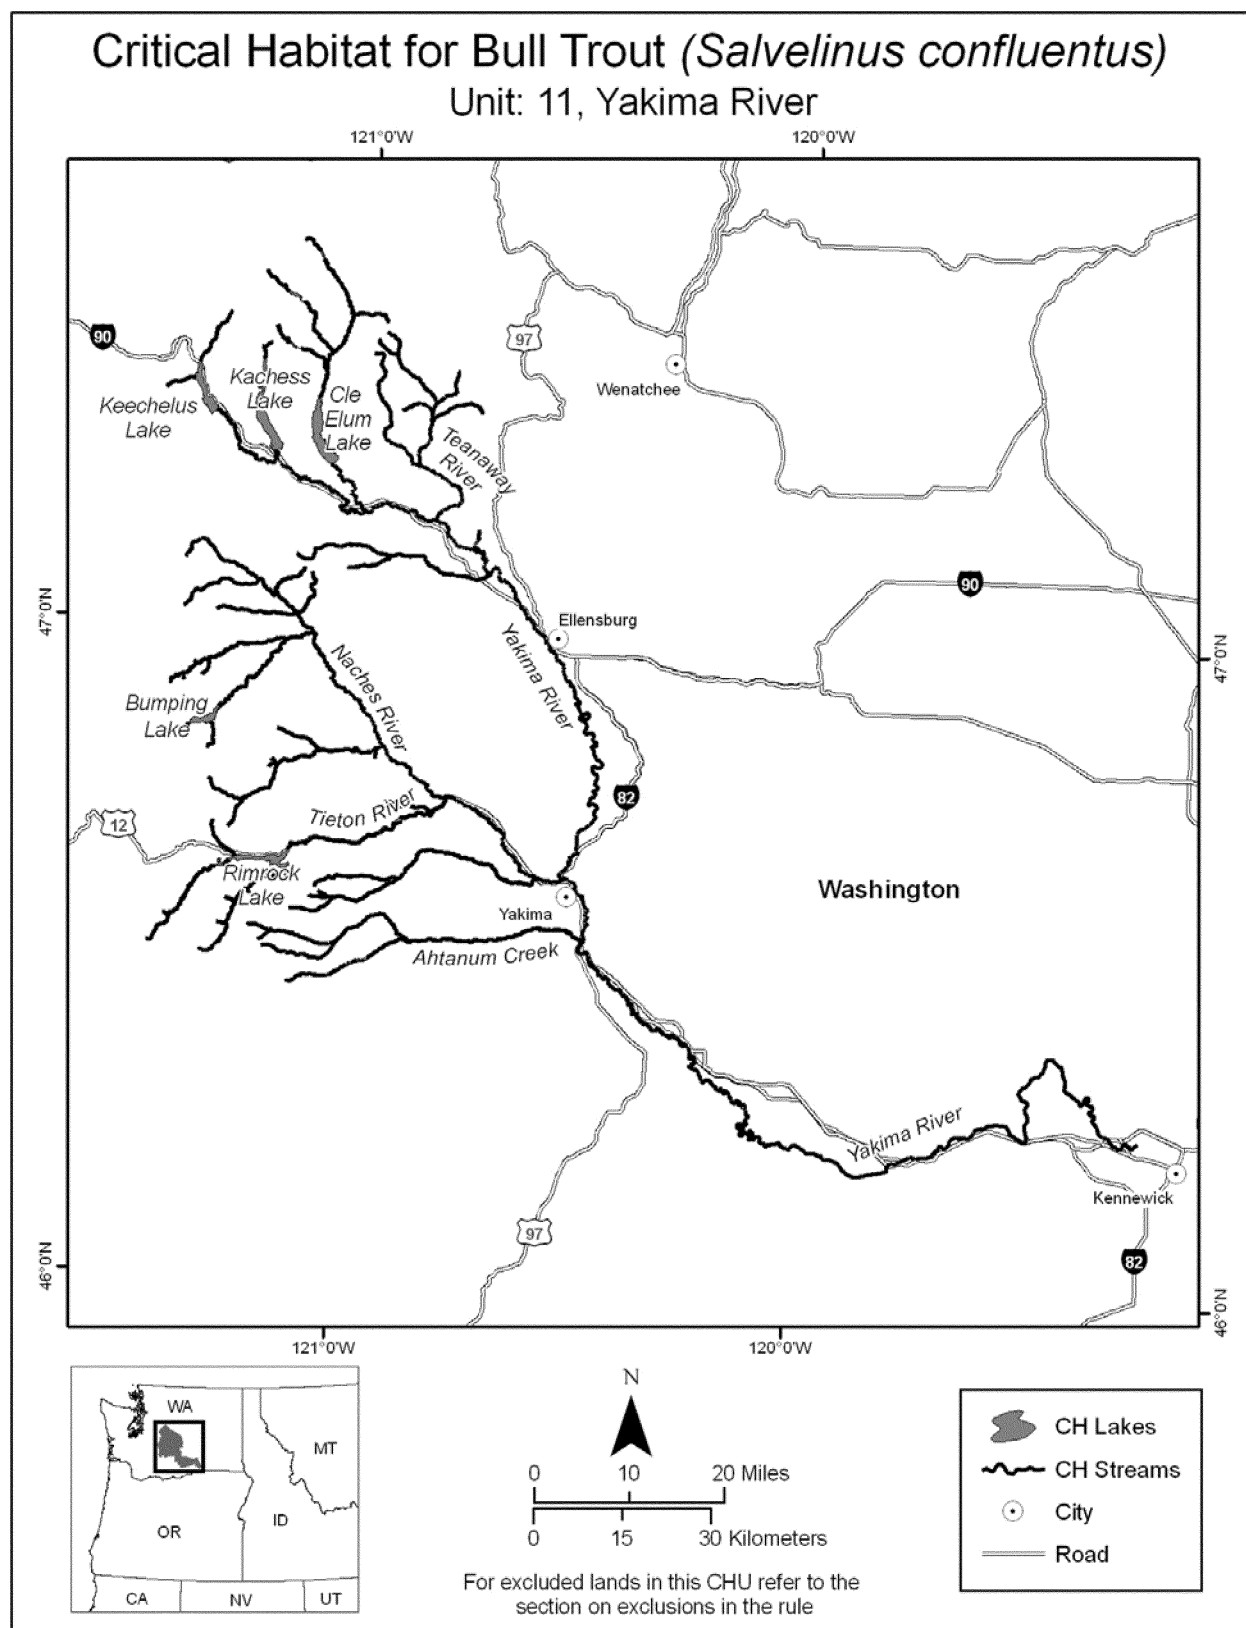 Critical Habitat for Bull Trout (Salvelinus confluentus)
Unit: 11, Yakima River
121°0'W
120°0'W
90
97
Wenatchee
Keechelus
Lake
Kachess
Lake
Cle
Elum
Lake
Teanaway
River
47°0'N
90
Ellensburg
Yakima River
47°0'N
Naches River
Bumping
Lake
82
12
Tieton River
Rimrock
Lake
Washington
Yakima
Ahtanum Creek
Yakima River
Kennewick
97
82
46°0'N
46°0'N
121°0'W
120°0'W
WA
MT
OR
ID
CA
NV
UT
N
0
10
20 Miles
0
15
30 Kilometers
For excluded lands in this CHU refer to the
section on exclusions in the rule
CH Lakes
CH Streams
City
Road